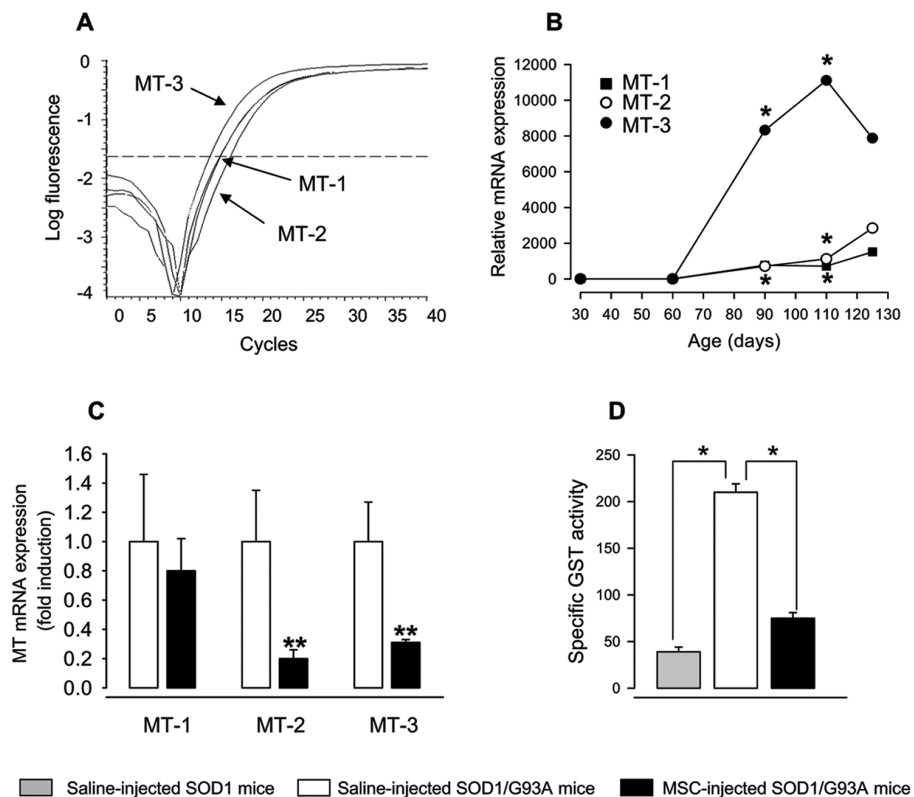 A
Log fluorescence
0
-1
-2
-3
-4
MT-3
MT-1
MT-2
0 5 10 15 20 25 30 35 40
Cycles
B
Relative mRNA expression
12000
10000
8000
6000
4000
2000
0
MT-1
MT-2
MT-3
*
*
*
*
*
30 40 50 60 70 80 90 100 110 120 130
Age (days)
C
MT mRNA expression
(fold induction)
1.6
1.4
1.2
1.0
0.8
0.6
0.4
0.2
0.0
**
**
MT-1 MT-2 MT-3
D
Specific GST activity
250
200
150
100
50
0
* *
Saline-injected SOD1 mice Saline-injected SOD1/G93A mice MSC-injected SOD1/G93A mice